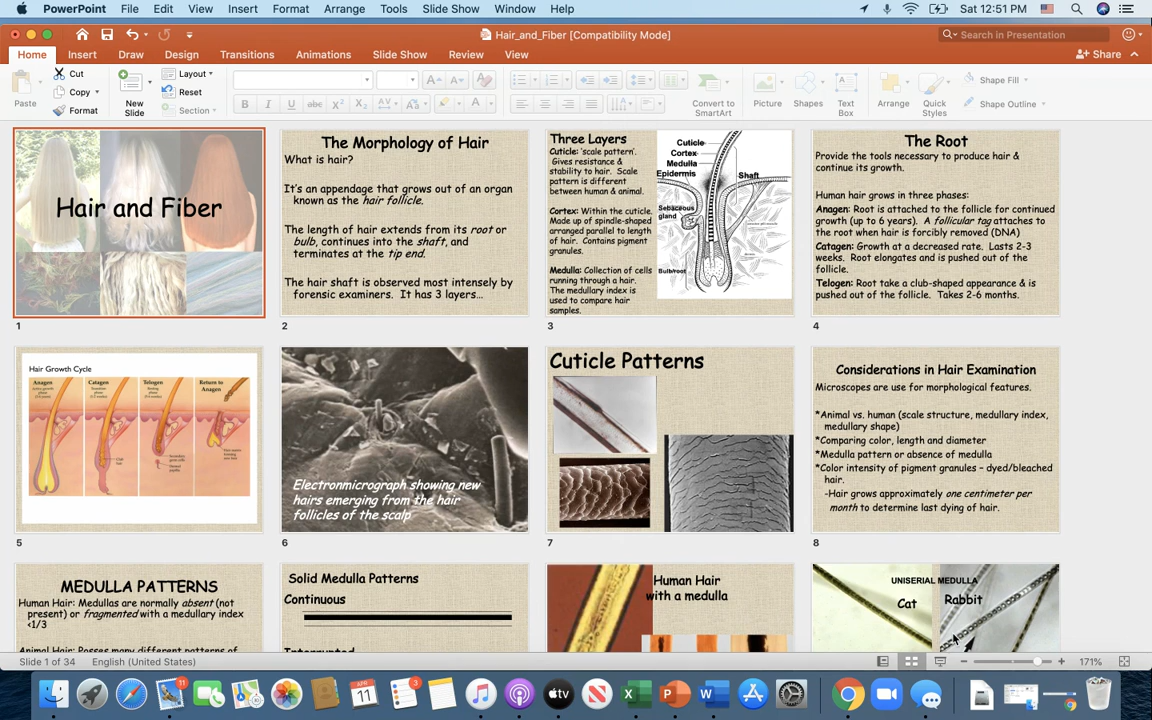 PowerPoint File Edit View Insert Format Arrange Tools Slide Show Window Help Sat 12:51 PM
Hair_and_Fiber [Compatibility Mode] Search in Presentation
Home Insert Draw Design Transitions Animations Slide Show Review View Share
Paste Cut Copy Format New Slide Layout Reset Section Convert to SmartArt Picture Shapes Text Box Arrange Quick Styles Shape Fill Shape Outline
Hair and Fiber
1
The Morphology of Hair
What is hair?
It's an appendage that grows out of an organ
known as the hair follicle.
The length of hair extends from its root or
bulb, continues into the shaft, and
terminates at the tip end.
The hair shaft is observed most intensely by
forensic examiners. It has 3 layers…
2
Three Layers
Cuticle: 'scale pattern'.
Gives resistance &
stability to hair. Scale
pattern is different
between human & animal.
Cortex: Within the cuticle.
Made up of spindle-shaped
arranged parallel to length
of hair. Contains pigment
granules.
Medulla: Collection of cells
running through a hair.
The medullary index is
used to compare hair
samples.
Cuticle
Cortex
Medulla
Epidermis
Shaft
Sebaceous
gland
Bulb/root
3
The Root
Provide the tools necessary to produce hair &
continue its growth.
Human hair grows in three phases:
Anagen: Root is attached to the follicle for continued
growth (up to 6 years). A follicular tag attaches to
the root when hair is forcibly removed (DNA)
Catagen: Growth at a decreased rate. Lasts 2-3
weeks. Root elongates and is pushed out of the
follicle.
Telogen: Root take a club-shaped appearance & is
pushed out of the follicle. Takes 2-6 months.
4
Hair Growth Cycle
Anagen Catagen Telogen Return to
Anagen
5
Electronmicrograph showing new
hairs emerging from the hair
follicles of the scalp
6
Cuticle Patterns
7
Considerations in Hair Examination
Microscopes are use for morphological features.
*Animal vs. human (scale structure, medullary index,
medullary shape)
*Comparing color, length and diameter
*Medulla pattern or absence of medulla
*Color intensity of pigment granules – dyed/bleached
hair.
-Hair grows approximately one centimeter per
month to determine last dying of hair.
8
MEDULLA PATTERNS
Human Hair: Medullas are normally absent (not
present) or fragmented with a medullary index
<1/3
Animal Hair: Posses many different patterns of
Solid Medulla Patterns
Continuous
Interrupted
Human Hair
with a medulla
UNISERIAL MEDULLA
Cat Rabbit
Slide 1 of 34 English (United States) 171%
11 APR 11 3 tv